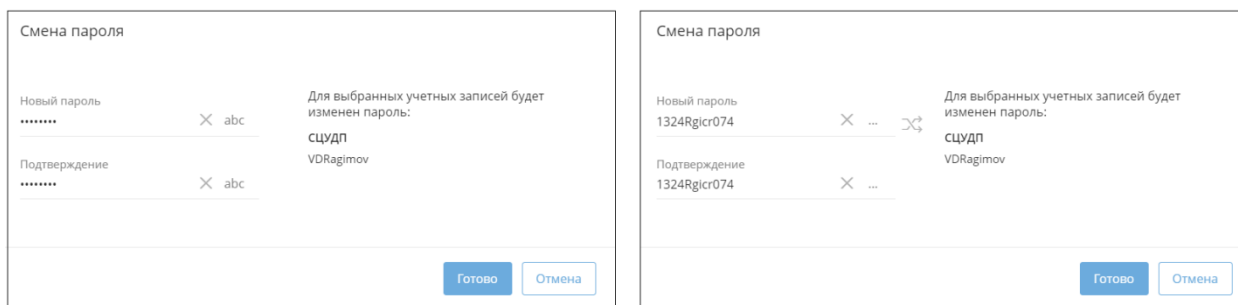 Смена пароля
Новый пароль
•••••••• abc
Подтверждение
•••••••• abc
Для выбранных учетных записей будет
изменен пароль:
СЦУДП
VDRagimov
Готово Отмена
Смена пароля
Новый пароль
1324Rgicr074 ...
Подтверждение
1324Rgicr074 ...
Для выбранных учетных записей будет
изменен пароль:
СЦУДП
VDRagimov
Готово Отмена